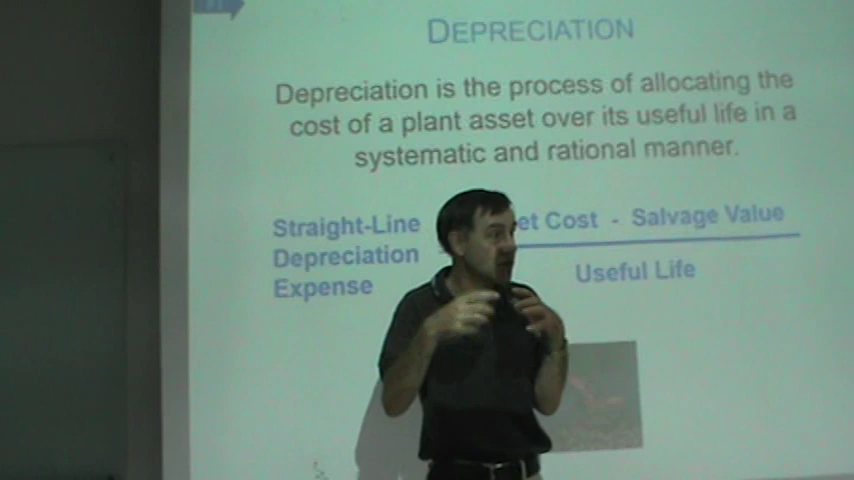 DEPRECIATION
Depreciation is the process of allocating the
cost of a plant asset over its useful life in a
systematic and rational manner.
Straight-Line
Depreciation
Expense
et Cost - Salvage Value
Useful Life